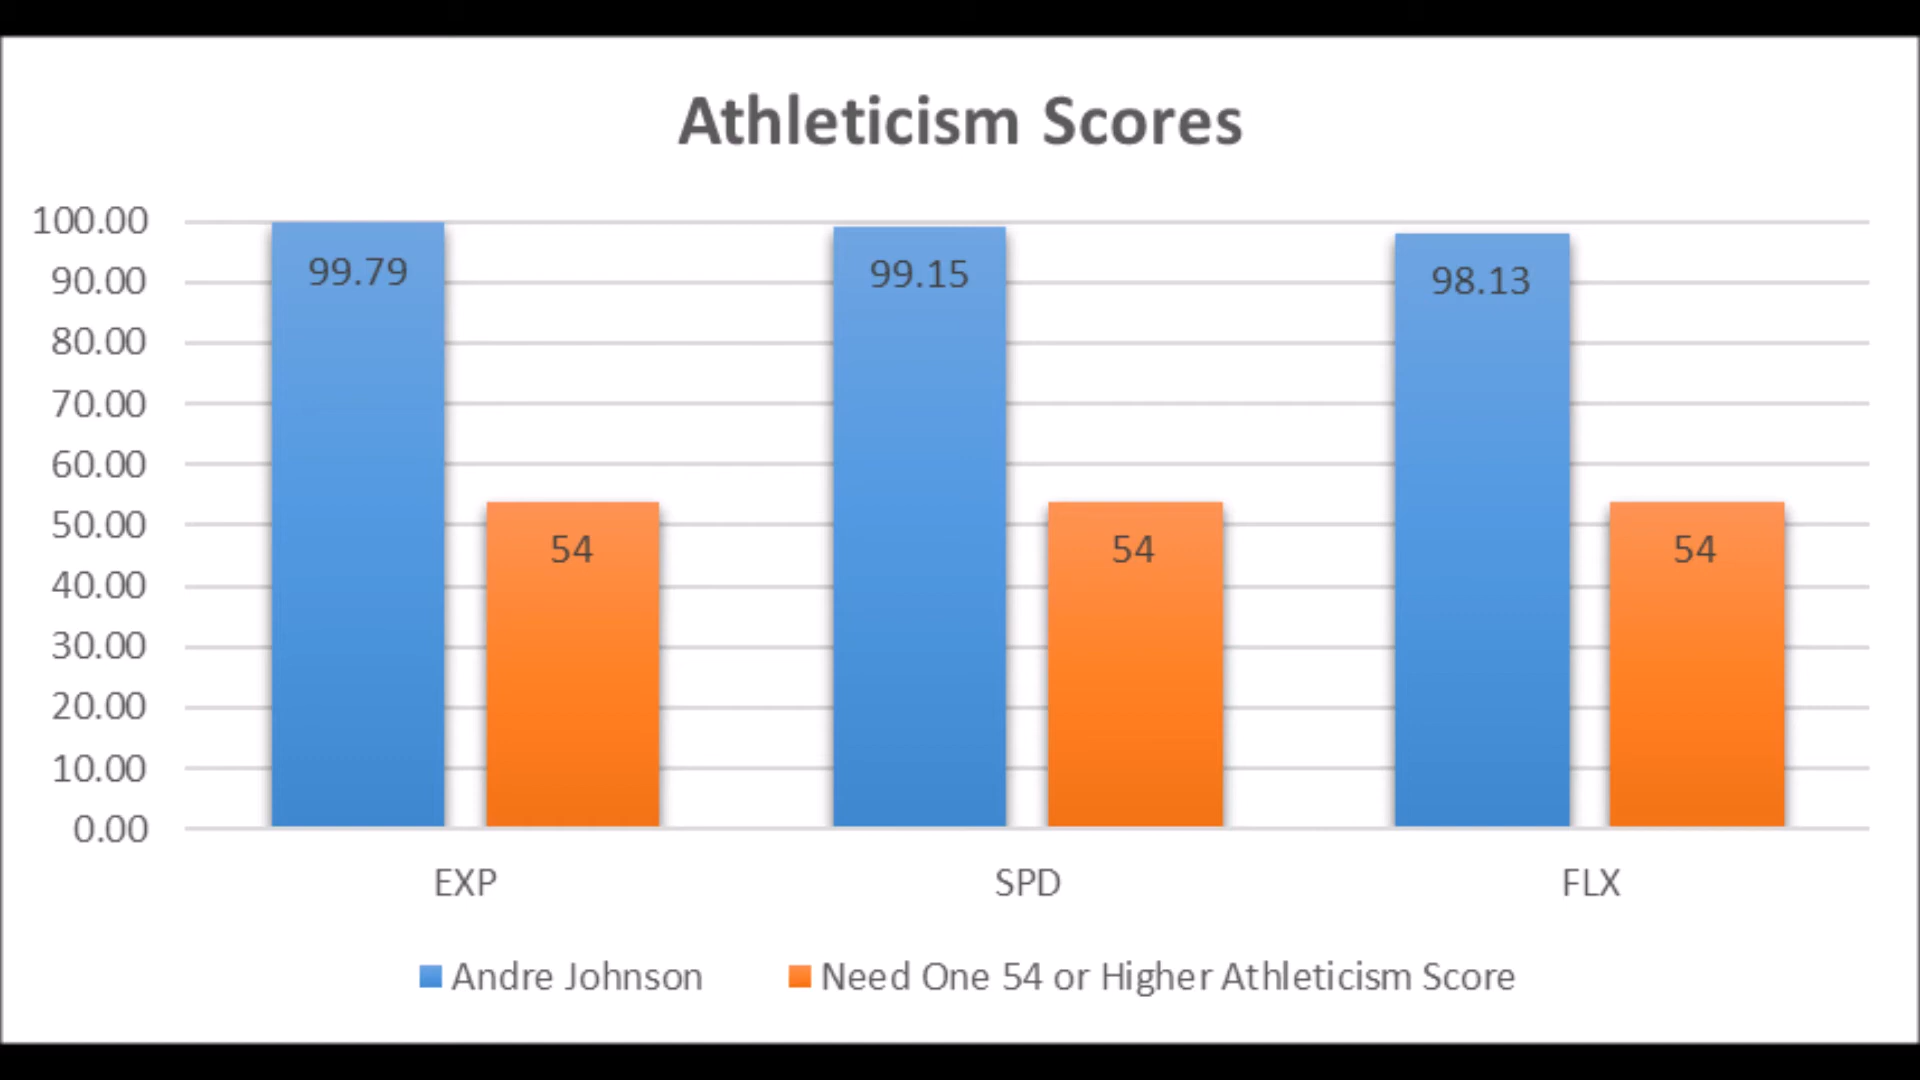 Athleticism Scores
100.00
90.00
80.00
70.00
60.00
50.00
40.00
30.00
20.00
10.00
0.00
99.79
54
99.15
54
98.13
54
EXP
SPD
FLX
Andre Johnson
Need One 54 or Higher Athleticism Score